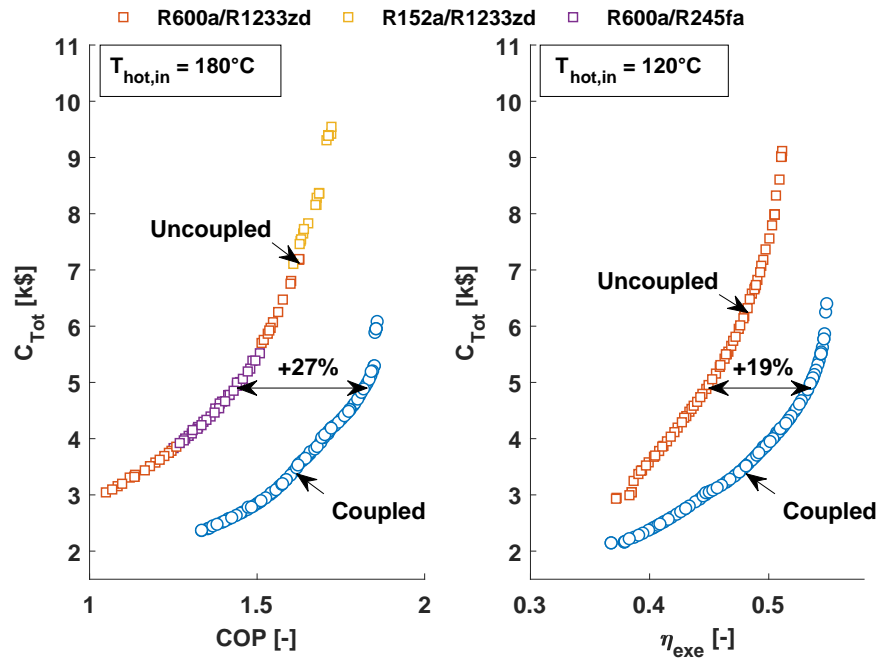 R600a/R1233zd R152a/R1233zd R600a/R245fa
T_hot,in = 180°C
11
10
9
8
7
6
5
4
3
2
C_Tot [k$]
Uncoupled
+27%
Coupled
1 1.5 2
COP [-]
T_hot,in = 120°C
11
10
9
8
7
6
5
4
3
2
C_Tot [k$]
Uncoupled
+19%
Coupled
0.3 0.4 0.5
η_exe [-]